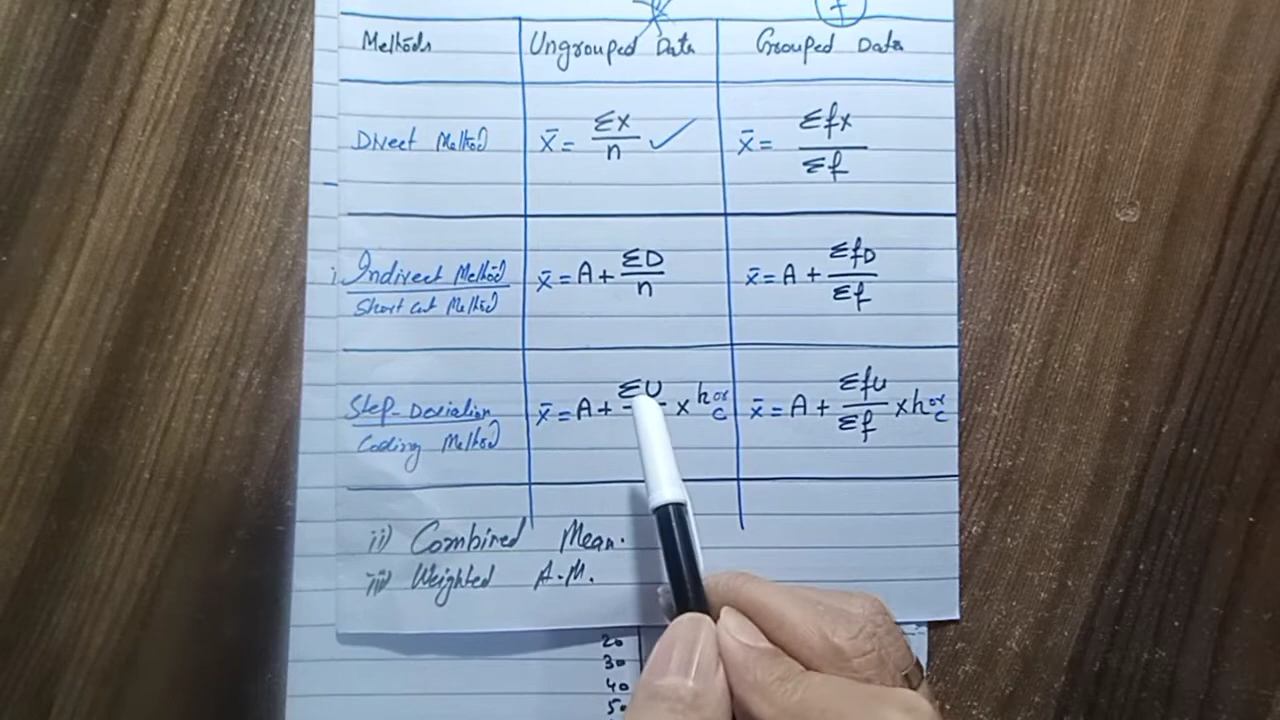 Methods Ungrouped Data Grouped Data
Direct Method x̄ = Σx/n ✓ x̄ = Σfx/Σf
Indirect Method x̄ = A + ΣD/n x̄ = A + ΣfD/Σf
Short cut Method
Step-Deviation x̄ = A + ΣU × h or c x̄ = A + ΣfU/Σf × h or c
Coding Method
ii) Combined Mean.
iii) Weighted A.M.
20
30
40
50